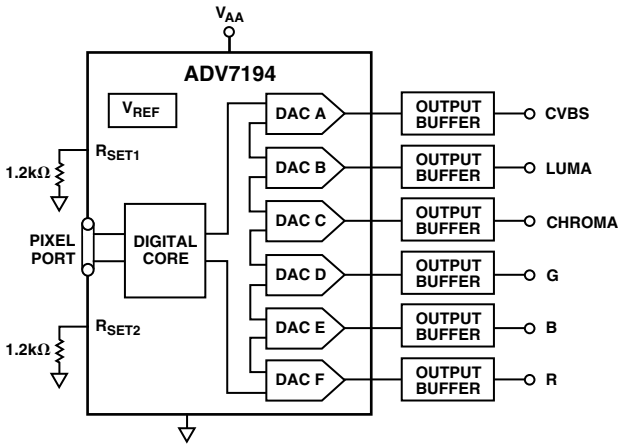 VAA
ADV7194
VREF
RSET1
1.2kΩ
PIXEL
PORT
DIGITAL
CORE
RSET2
1.2kΩ
DAC A
OUTPUT
BUFFER
CVBS
DAC B
OUTPUT
BUFFER
LUMA
DAC C
OUTPUT
BUFFER
CHROMA
DAC D
OUTPUT
BUFFER
G
DAC E
OUTPUT
BUFFER
B
DAC F
OUTPUT
BUFFER
R